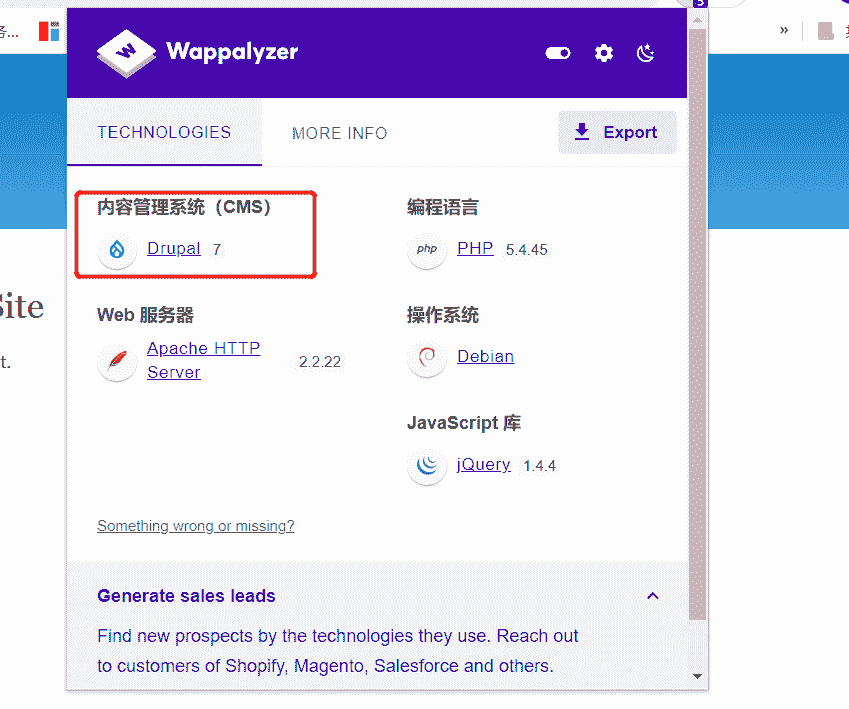 Wappalyzer
TECHNOLOGIES
MORE INFO
Export
内容管理系统（CMS）
Drupal 7
编程语言
php PHP 5.4.45
Web 服务器
Apache HTTP
Server
2.2.22
操作系统
Debian
JavaScript 库
jQuery 1.4.4
Something wrong or missing?
Generate sales leads
Find new prospects by the technologies they use. Reach out
to customers of Shopify, Magento, Salesforce and others.
Site
t.